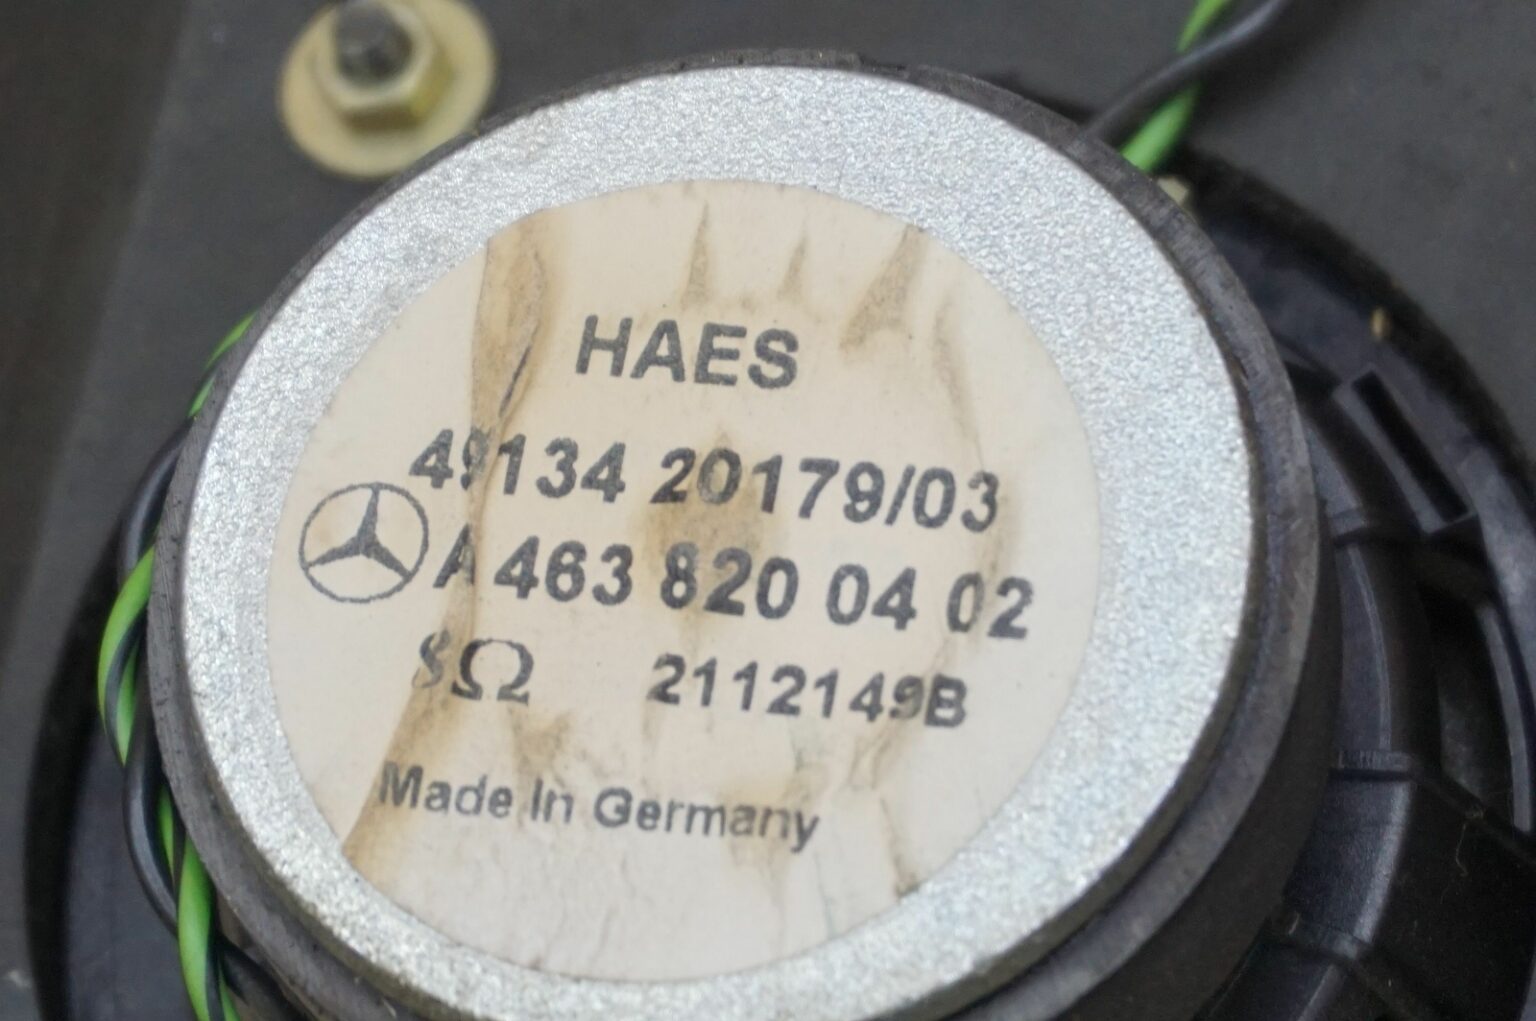 HAES
49134 20179/03
A 463 820 04 02
8Ω 2112149B
Made In Germany